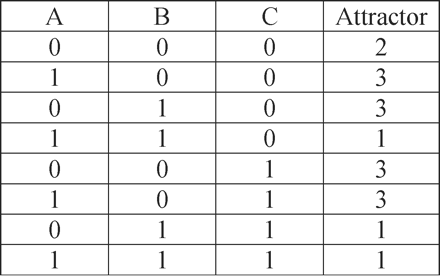 A B C Attractor
0 0 0 2
1 0 0 3
0 1 0 3
1 1 0 1
0 0 1 3
1 0 1 3
0 1 1 1
1 1 1 1